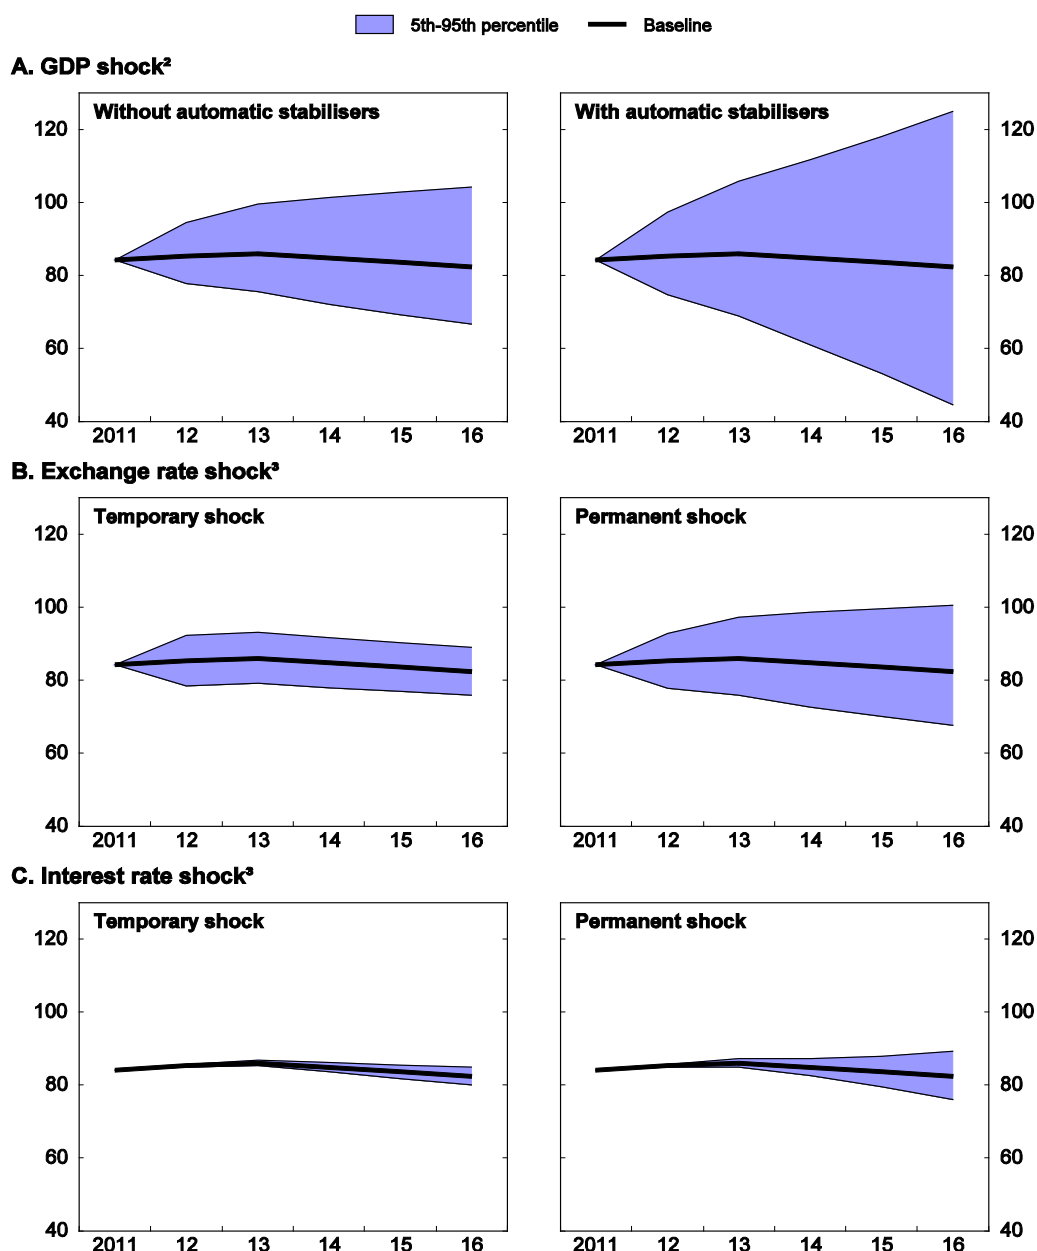 5th-95th percentile Baseline
A. GDP shock²
Without automatic stabilisers With automatic stabilisers
120 120
100 100
80 80
60 60
40 40
2011 12 13 14 15 16 2011 12 13 14 15 16
B. Exchange rate shock³
Temporary shock Permanent shock
120 120
100 100
80 80
60 60
40 40
2011 12 13 14 15 16 2011 12 13 14 15 16
C. Interest rate shock³
Temporary shock Permanent shock
120 120
100 100
80 80
60 60
40 40
2011 12 13 14 15 16 2011 12 13 14 15 16